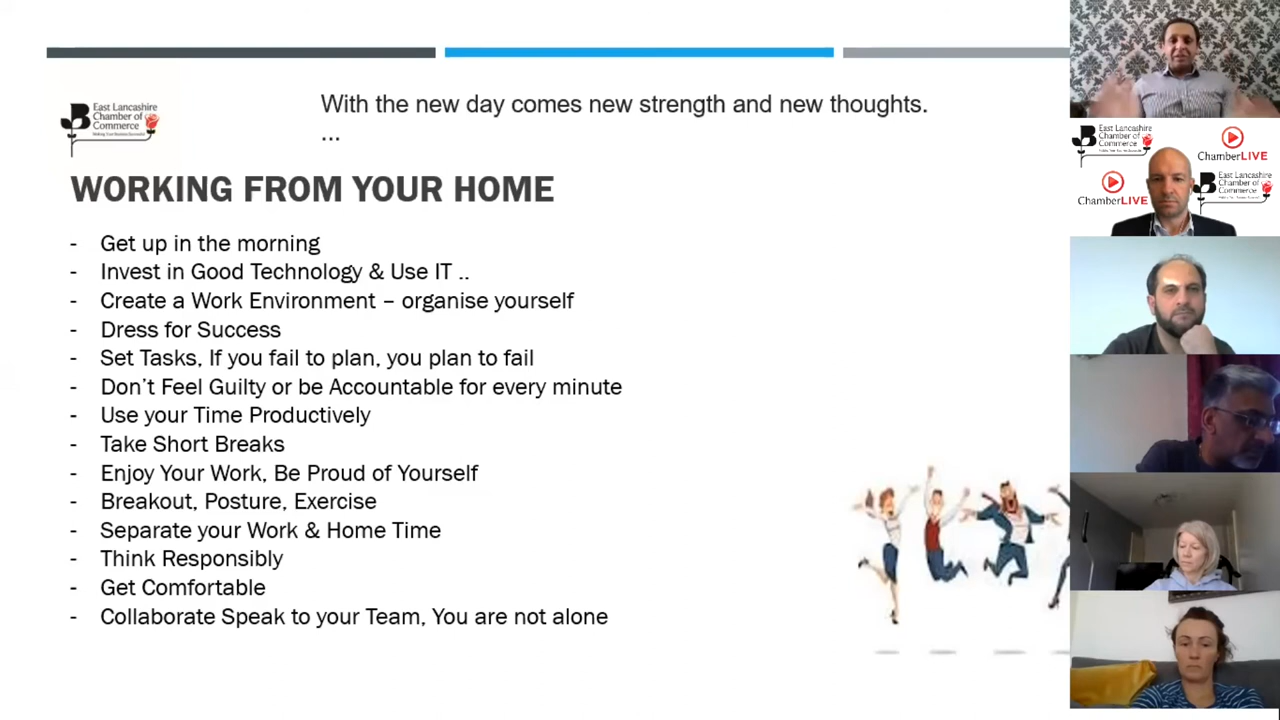 With the new day comes new strength and new thoughts.
...
East Lancashire
Chamber of
Commerce
WORKING FROM YOUR HOME
- Get up in the morning
- Invest in Good Technology & Use IT ..
- Create a Work Environment – organise yourself
- Dress for Success
- Set Tasks, If you fail to plan, you plan to fail
- Don't Feel Guilty or be Accountable for every minute
- Use your Time Productively
- Take Short Breaks
- Enjoy Your Work, Be Proud of Yourself
- Breakout, Posture, Exercise
- Separate your Work & Home Time
- Think Responsibly
- Get Comfortable
- Collaborate Speak to your Team, You are not alone
East Lancashire
Chamber of
Commerce
ChamberLIVE
ChamberLIVE
East Lancashire
Chamber of
Commerce